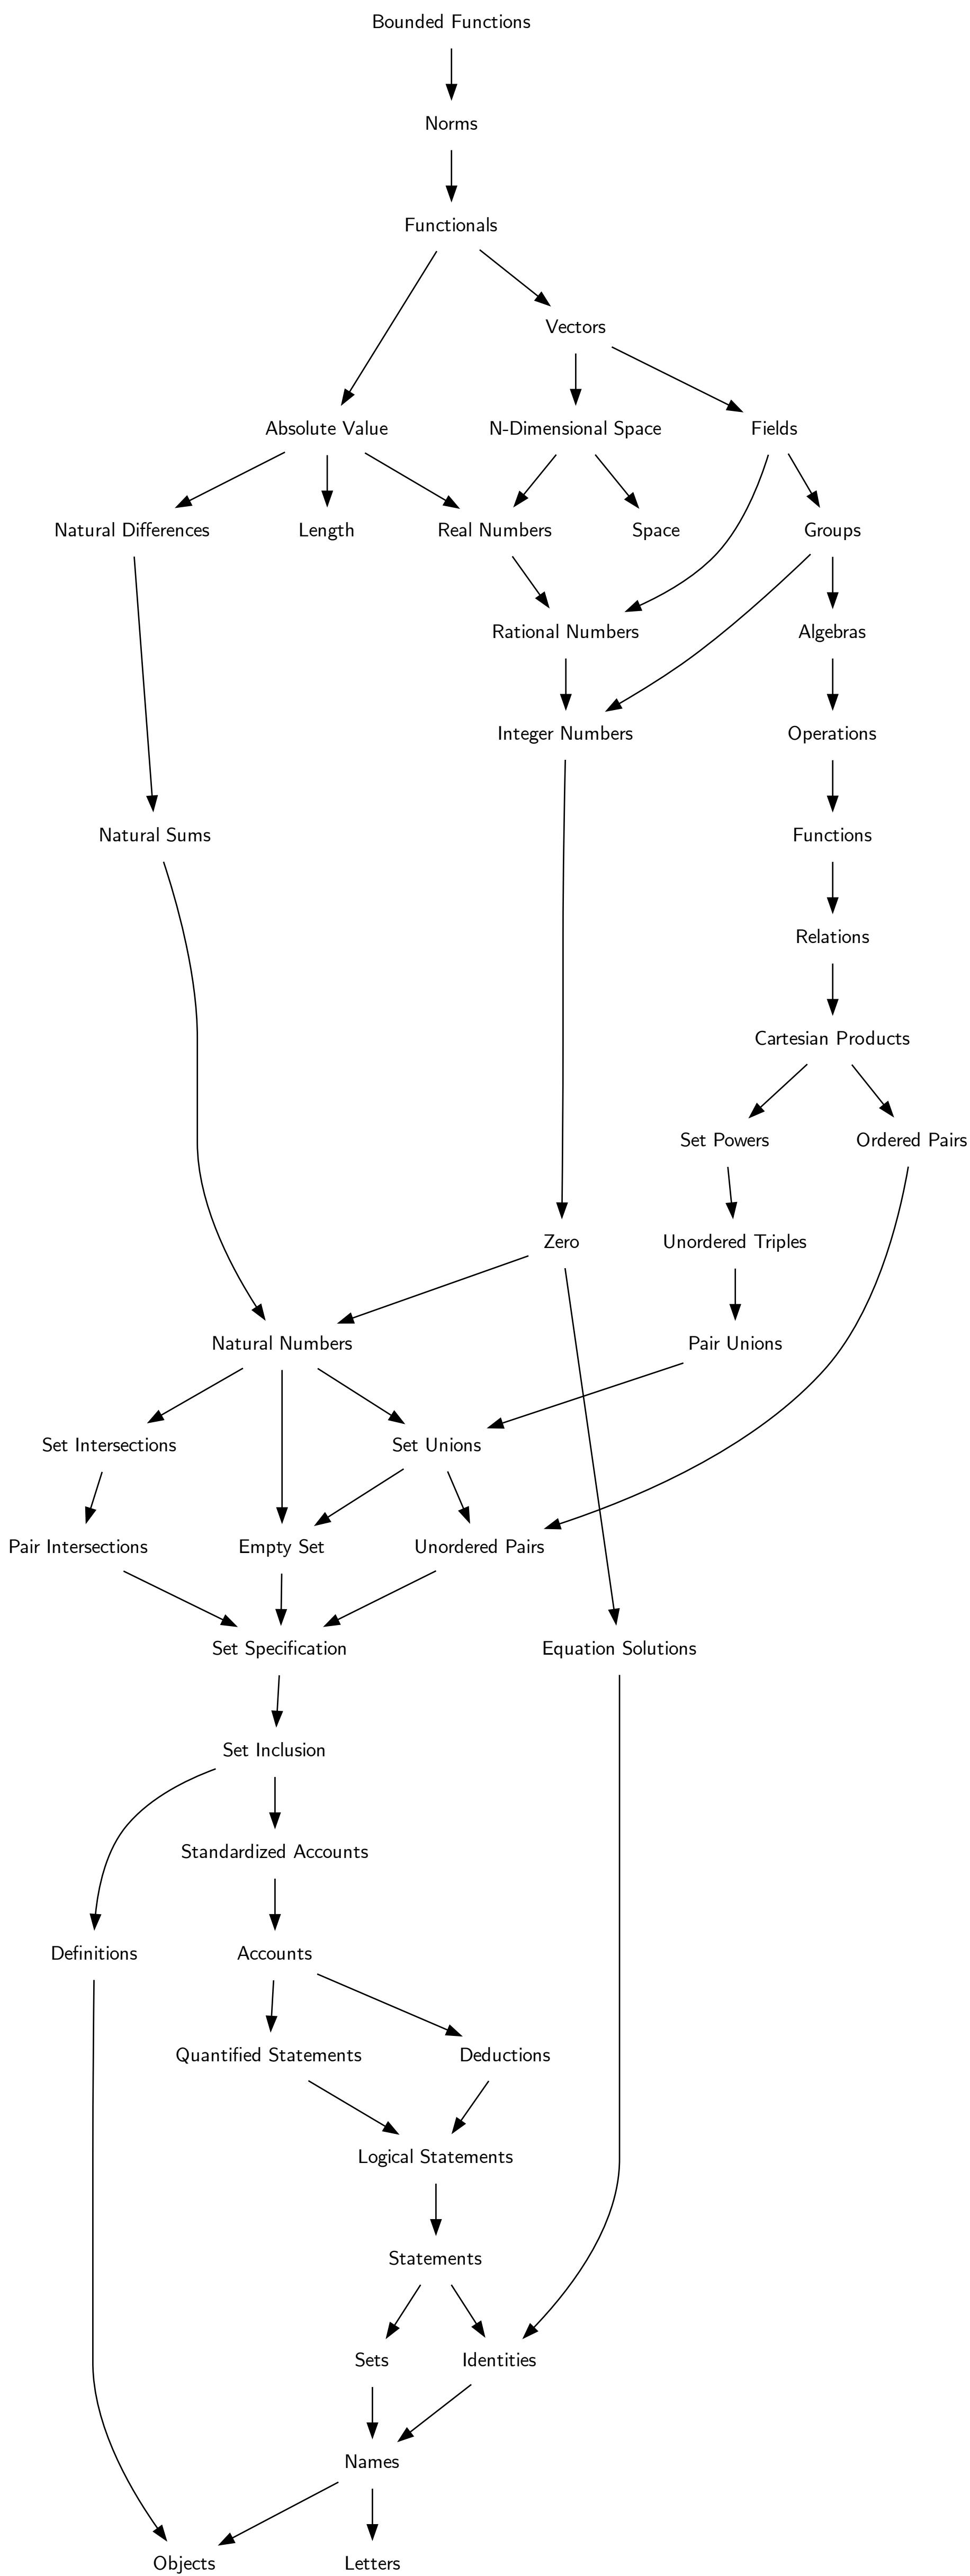 Bounded Functions
Norms
Functionals
Vectors
Absolute Value
N-Dimensional Space
Fields
Natural Differences
Length
Real Numbers
Space
Groups
Rational Numbers
Algebras
Integer Numbers
Operations
Natural Sums
Functions
Relations
Cartesian Products
Set Powers
Ordered Pairs
Zero
Unordered Triples
Natural Numbers
Pair Unions
Set Intersections
Set Unions
Pair Intersections
Empty Set
Unordered Pairs
Set Specification
Equation Solutions
Set Inclusion
Standardized Accounts
Definitions
Accounts
Quantified Statements
Deductions
Logical Statements
Statements
Sets
Identities
Names
Objects
Letters